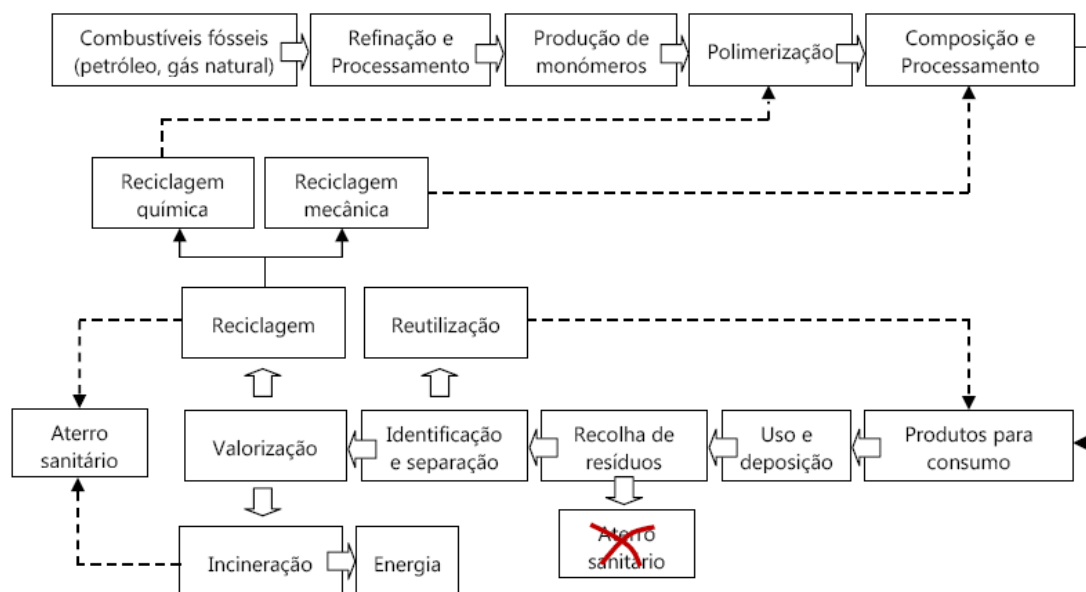 Combustíveis fósseis
(petróleo, gás natural)
Refinação e
Processamento
Produção de
monómeros
Polimerização
Composição e
Processamento
Reciclagem
química
Reciclagem
mecânica
Reciclagem
Reutilização
Aterro
sanitário
Valorização
Identificação
e separação
Recolha de
resíduos
Uso e
deposição
Produtos para
consumo
Incineração
Energia
Aterro
sanitário